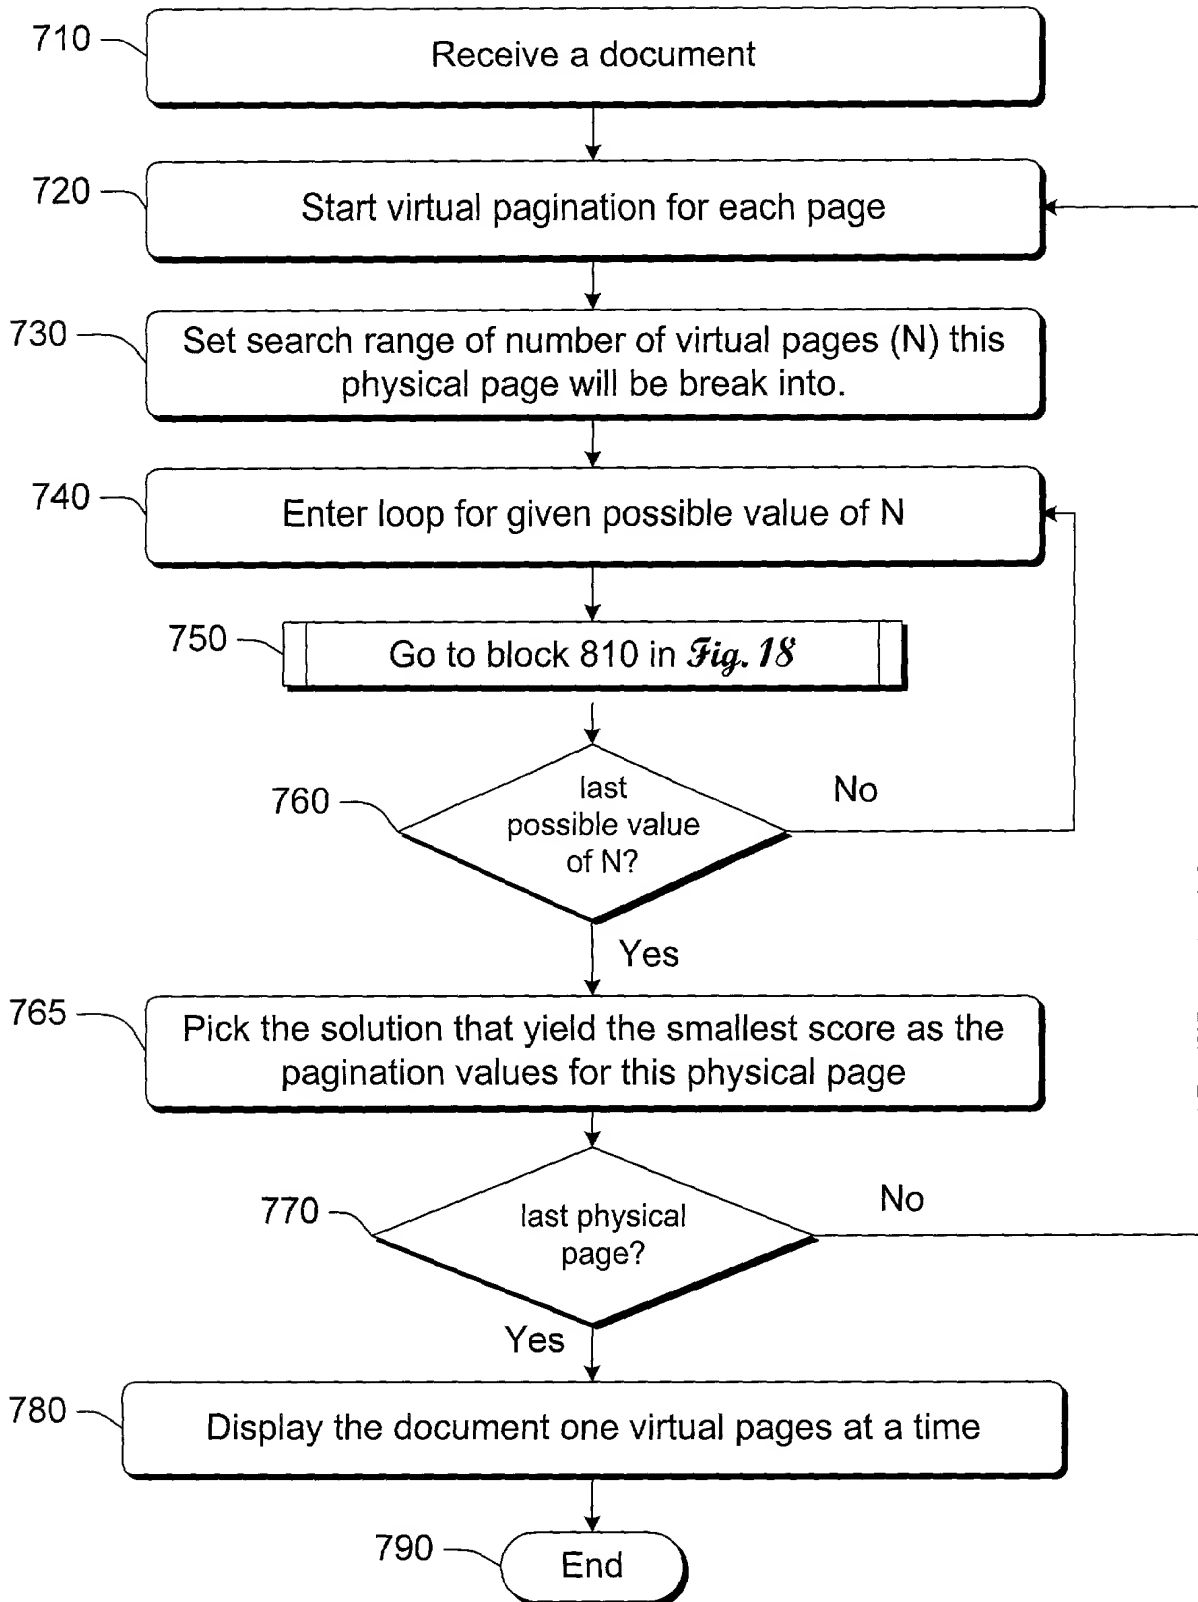 710
Receive a document
720
Start virtual pagination for each page
730
Set search range of number of virtual pages (N) this
physical page will be break into.
740
Enter loop for given possible value of N
750
Go to block 810 in Fig. 18
760
last
possible value
of N?
No
Yes
765
Pick the solution that yield the smallest score as the
pagination values for this physical page
770
last physical
page?
No
Yes
780
Display the document one virtual pages at a time
790
End